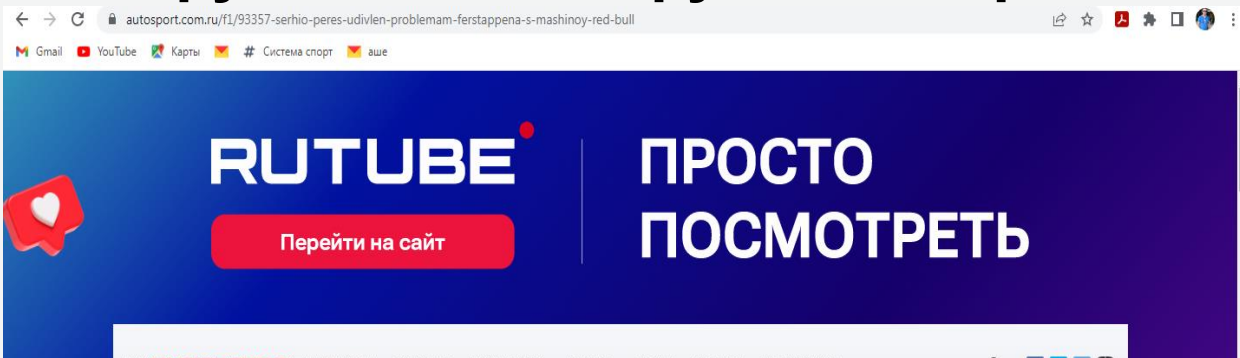 autosport.com.ru/f1/93357-serhio-peres-udivlen-problemam-ferstappena-s-mashinoy-red-bull
Gmail YouTube Карты # Система спорт аше
RUTUBE
Перейти на сайт
ПРОСТО
ПОСМОТРЕТЬ